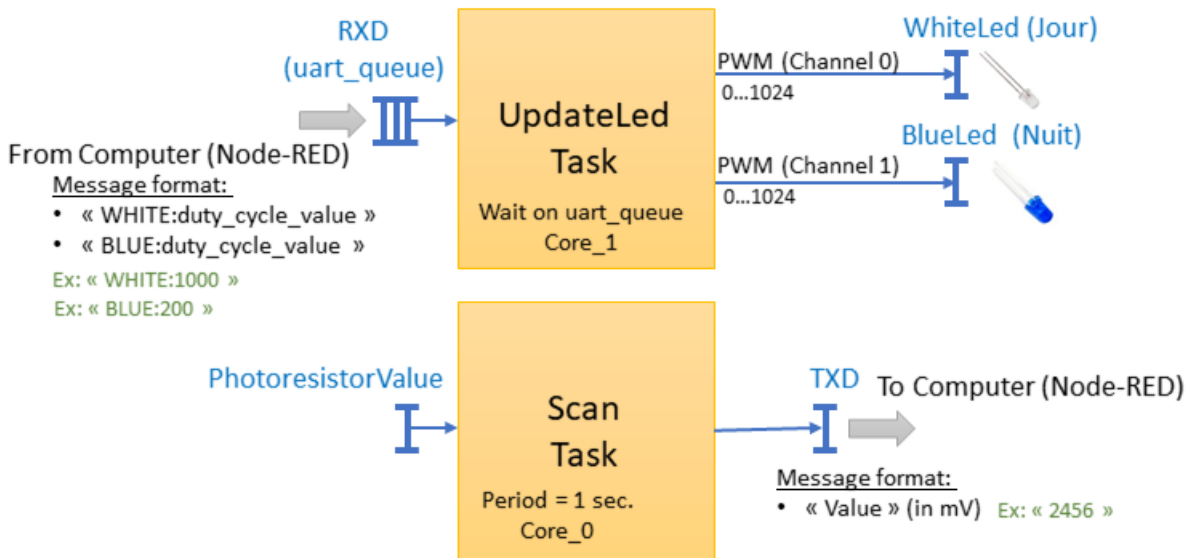 RXD
(uart_queue)
From Computer (Node-RED)
Message format:
• « WHITE:duty_cycle_value »
• « BLUE:duty_cycle_value »
Ex: « WHITE:1000 »
Ex: « BLUE:200 »
UpdateLed
Task
Wait on uart_queue
Core_1
WhiteLed (Jour)
PWM (Channel 0)
0...1024
BlueLed (Nuit)
PWM (Channel 1)
0...1024
PhotoresistorValue
Scan
Task
Period = 1 sec.
Core_0
TXD
To Computer (Node-RED)
Message format:
• « Value » (in mV) Ex: « 2456 »